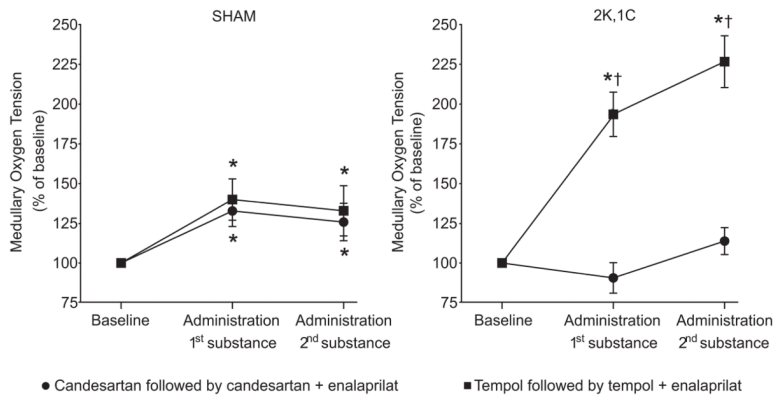 SHAM
2K,1C
Medullary Oxygen Tension
(% of baseline)
250
225
200
175
150
125
100
75
*
*
*
*
Baseline
Administration
1st substance
Administration
2nd substance
Medullary Oxygen Tension
(% of baseline)
250
225
200
175
150
125
100
75
*†
*†
Baseline
Administration
1st substance
Administration
2nd substance
● Candesartan followed by candesartan + enalaprilat
■ Tempol followed by tempol + enalaprilat